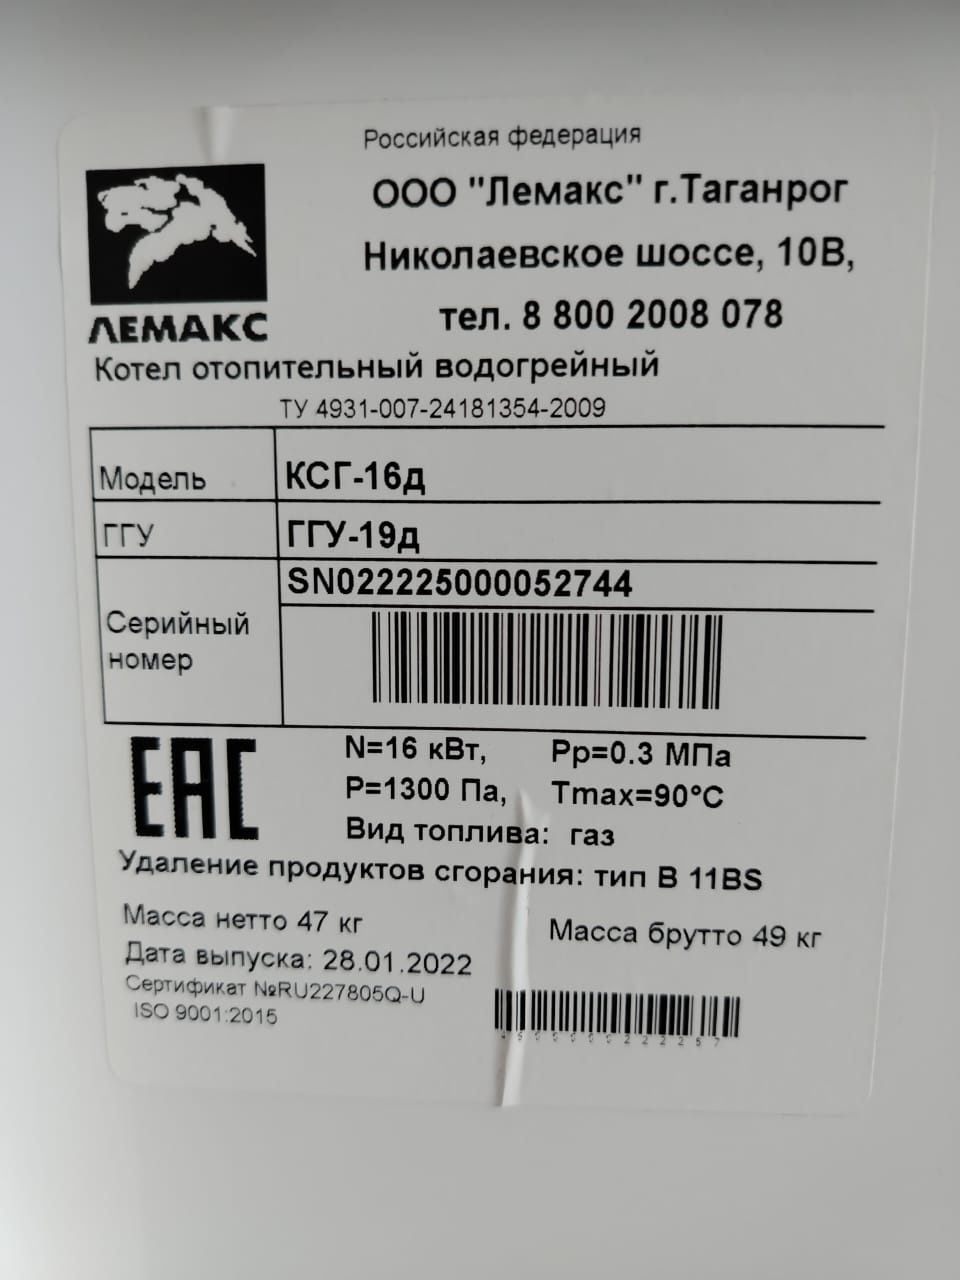 Российская федерация
ООО "Лемакс" г.Таганрог
Николаевское шоссе, 10В,
тел. 8 800 2008 078
ЛЕМАКС
Котел отопительный водогрейный
ТУ 4931-007-24181354-2009
Модель КСГ-16д
ГГУ ГГУ-19д
SN022225000052744
Серийный
номер
EAC
N=16 кВт, Pp=0.3 МПа
P=1300 Па, Tmax=90°C
Вид топлива: газ
Удаление продуктов сгорания: тип В 11BS
Масса нетто 47 кг Масса брутто 49 кг
Дата выпуска: 28.01.2022
Сертификат №RU227805Q-U
ISO 9001:2015